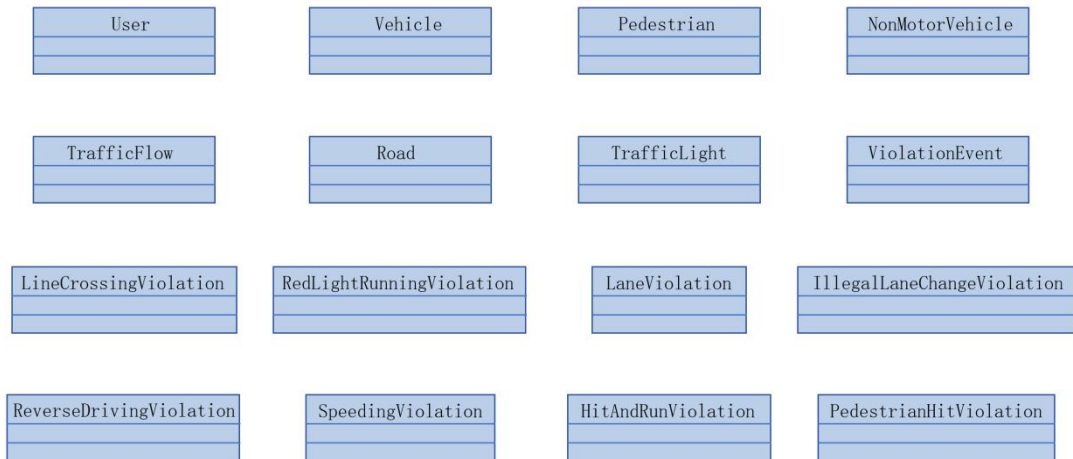 User
Vehicle
Pedestrian
NonMotorVehicle
TrafficFlow
Road
TrafficLight
ViolationEvent
LineCrossingViolation
RedLightRunningViolation
LaneViolation
IllegalLaneChangeViolation
ReverseDrivingViolation
SpeedingViolation
HitAndRunViolation
PedestrianHitViolation